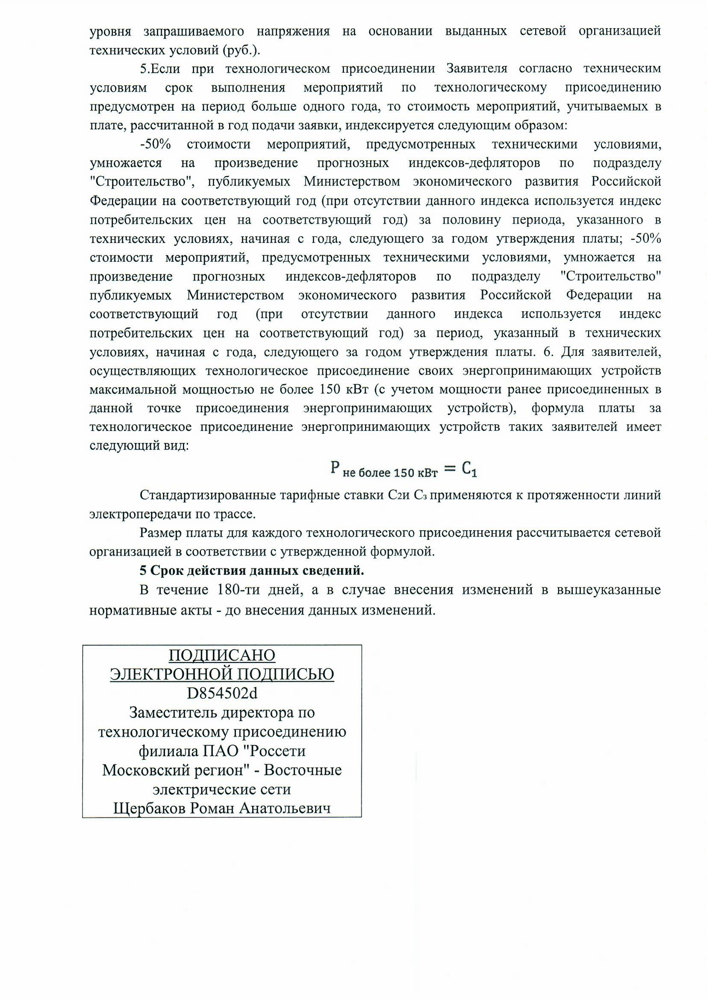 уровня запрашиваемого напряжения на основании выданных сетевой организацией
технических условий (руб.).
5.Если при технологическом присоединении Заявителя согласно техническим
условиям срок выполнения мероприятий по технологическому присоединению
предусмотрен на период больше одного года, то стоимость мероприятий, учитываемых в
плате, рассчитанной в год подачи заявки, индексируется следующим образом:
-50% стоимости мероприятий, предусмотренных техническими условиями,
умножается на произведение прогнозных индексов-дефляторов по подразделу
"Строительство", публикуемых Министерством экономического развития Российской
Федерации на соответствующий год (при отсутствии данного индекса используется индекс
потребительских цен на соответствующий год) за половину периода, указанного в
технических условиях, начиная с года, следующего за годом утверждения платы; -50%
стоимости мероприятий, предусмотренных техническими условиями, умножается на
произведение прогнозных индексов-дефляторов по подразделу "Строительство"
публикуемых Министерством экономического развития Российской Федерации на
соответствующий год (при отсутствии данного индекса используется индекс
потребительских цен на соответствующий год) за период, указанный в технических
условиях, начиная с года, следующего за годом утверждения платы. 6. Для заявителей,
осуществляющих технологическое присоединение своих энергопринимающих устройств
максимальной мощностью не более 150 кВт (с учетом мощности ранее присоединенных в
данной точке присоединения энергопринимающих устройств), формула платы за
технологическое присоединение энергопринимающих устройств таких заявителей имеет
следующий вид:
P не более 150 кВт = C₁
Стандартизированные тарифные ставки С₂и С₃ применяются к протяженности линий
электропередачи по трассе.
Размер платы для каждого технологического присоединения рассчитывается сетевой
организацией в соответствии с утвержденной формулой.
5 Срок действия данных сведений.
В течение 180-ти дней, а в случае внесения изменений в вышеуказанные
нормативные акты - до внесения данных изменений.
ПОДПИСАНО
ЭЛЕКТРОННОЙ ПОДПИСЬЮ
D854502d
Заместитель директора по
технологическому присоединению
филиала ПАО "Россети
Московский регион" - Восточные
электрические сети
Щербаков Роман Анатольевич